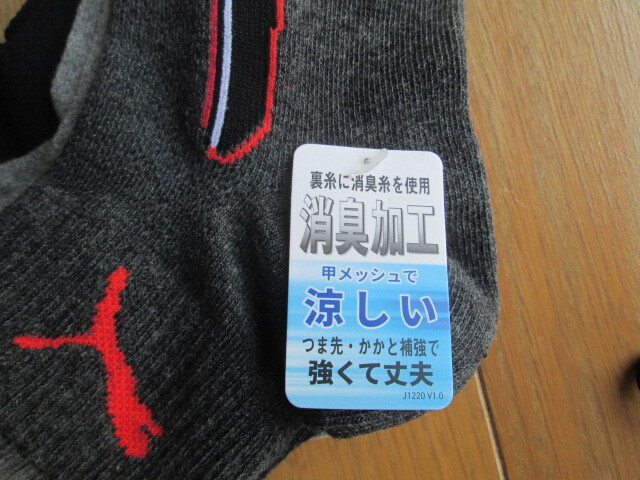 裏糸に消臭糸を使用
消臭加工
甲メッシュで
涼しい
つま先・かかと補強で
強くて丈夫
J1220 V1.0